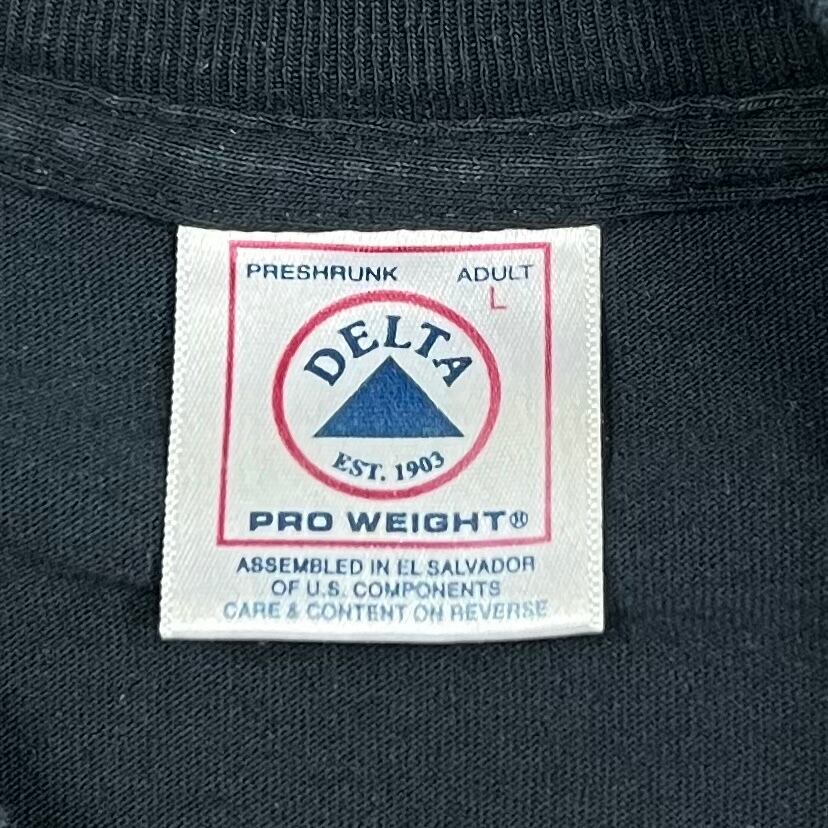 PRESHRUNK ADULT
L
DELTA
EST. 1903
PRO WEIGHT®
ASSEMBLED IN EL SALVADOR
OF U.S. COMPONENTS
CARE & CONTENT ON REVERSE